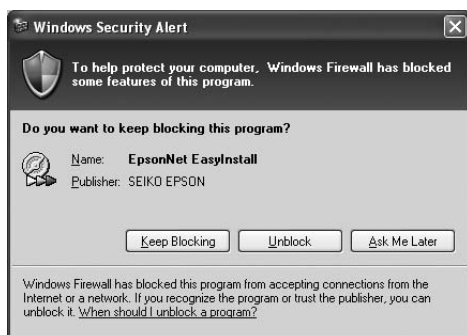 Windows Security Alert
To help protect your computer, Windows Firewall has blocked
some features of this program.
Do you want to keep blocking this program?
Name: EpsonNet EasyInstall
Publisher: SEIKO EPSON
Keep Blocking Unblock Ask Me Later
Windows Firewall has blocked this program from accepting connections from the
Internet or a network. If you recognize the program or trust the publisher, you can
unblock it. When should I unblock a program?